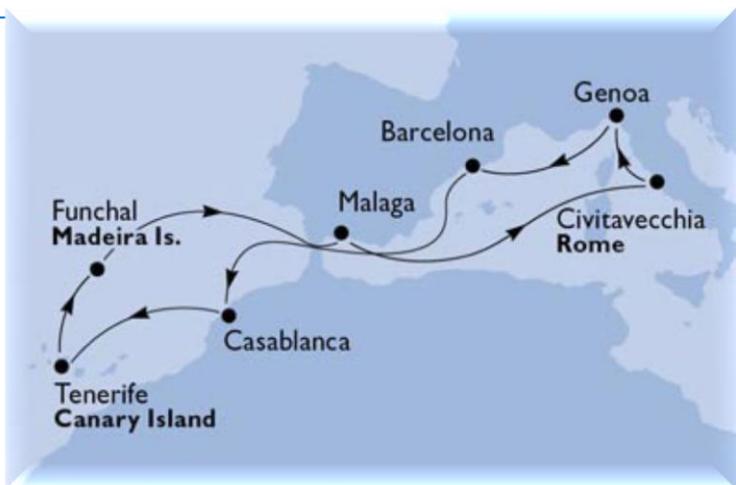 Genoa
Barcelona
Malaga
Funchal
Madeira Is.
Civitavecchia
Rome
Casablanca
Tenerife
Canary Island